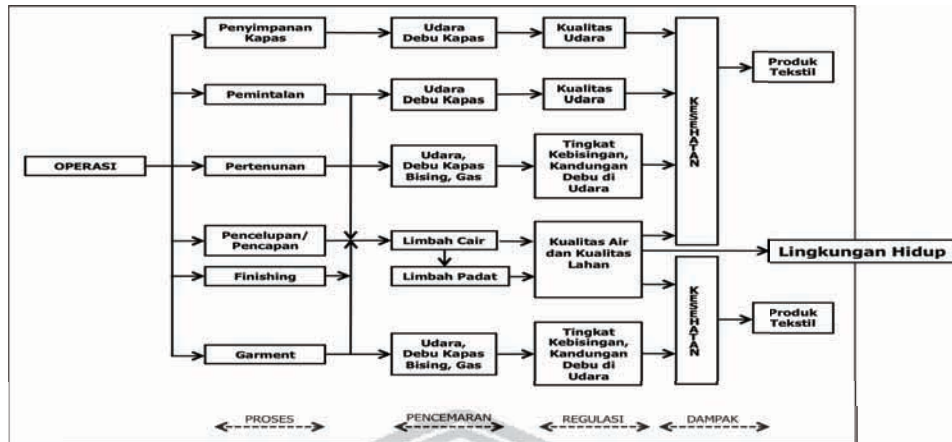 Penyimpanan
Kapas
Udara
Debu Kapas
Kualitas
Udara
Produk
Tekstil
Pemintalan
Udara
Debu Kapas
Kualitas
Udara
KESEHATAN
OPERASI
Pertenunan
Udara,
Debu Kapas
Bising, Gas
Tingkat
Kebisingan,
Kandungan
Debu di
Udara
Pencelupan/
Pencapan
Limbah Cair
Kualitas Air
dan Kualitas
Lahan
Lingkungan Hidup
Finishing
Limbah Padat
KESEHATAN
Produk
Tekstil
Garment
Udara,
Debu Kapas
Bising, Gas
Tingkat
Kebisingan,
Kandungan
Debu di
Udara
PROSES
PENCEMARAN
REGULASI
DAMPAK